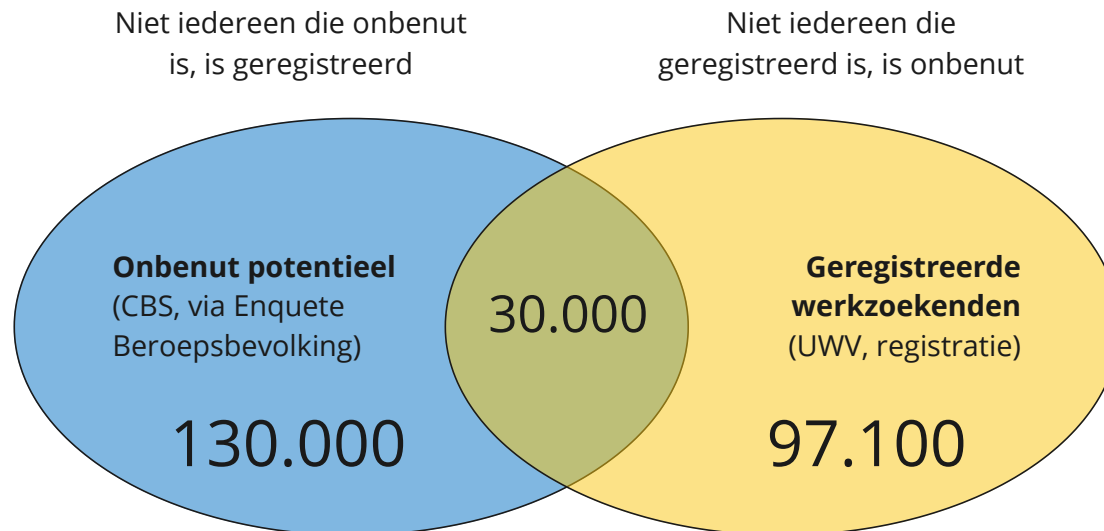 Niet iedereen die onbenut
is, is geregistreerd
Niet iedereen die
geregistreerd is, is onbenut
Onbenut potentieel
(CBS, via Enquete
Beroepsbevolking)
130.000
30.000
Geregistreerde
werkzoekenden
(UWV, registratie)
97.100